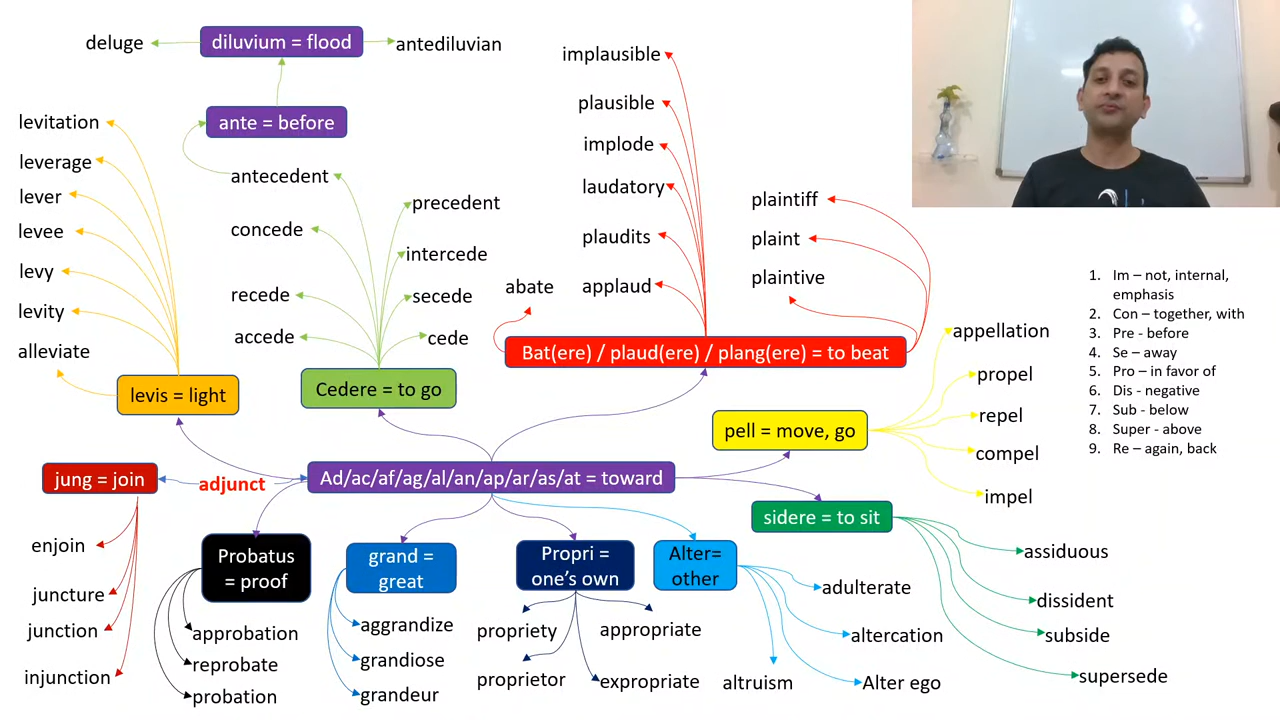 deluge
diluvium = flood
antediluvian
ante = before
levitation
leverage
lever
levee
levy
levity
alleviate
levis = light
antecedent
concede
recede
accede
precedent
intercede
secede
cede
Cedere = to go
implausible
plausible
implode
laudatory
plaudits
applaud
abate
plaintiff
plaint
plaintive
Bat(ere) / plaud(ere) / plang(ere) = to beat
1. Im – not, internal,
emphasis
2. Con – together, with
3. Pre - before
4. Se – away
5. Pro – in favor of
6. Dis - negative
7. Sub - below
8. Super - above
9. Re – again, back
appellation
propel
repel
compel
impel
pell = move, go
jung = join
adjunct
Ad/ac/af/ag/al/an/ap/ar/as/at = toward
sidere = to sit
assiduous
dissident
subside
supersede
enjoin
juncture
junction
injunction
Probatus
= proof
approbation
reprobate
probation
grand =
great
aggrandize
grandiose
grandeur
Propri =
one's own
propriety
appropriate
proprietor
expropriate
Alter=
other
adulterate
altercation
altruism
Alter ego